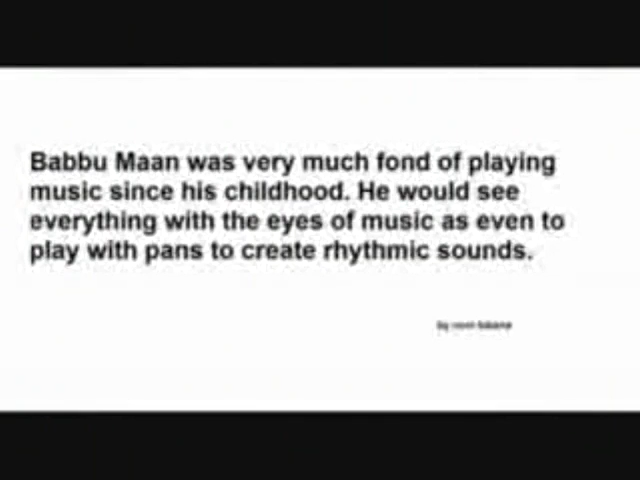 Babbu Maan was very much fond of playing
music since his childhood. He would see
everything with the eyes of music as even to
play with pans to create rhythmic sounds.
by